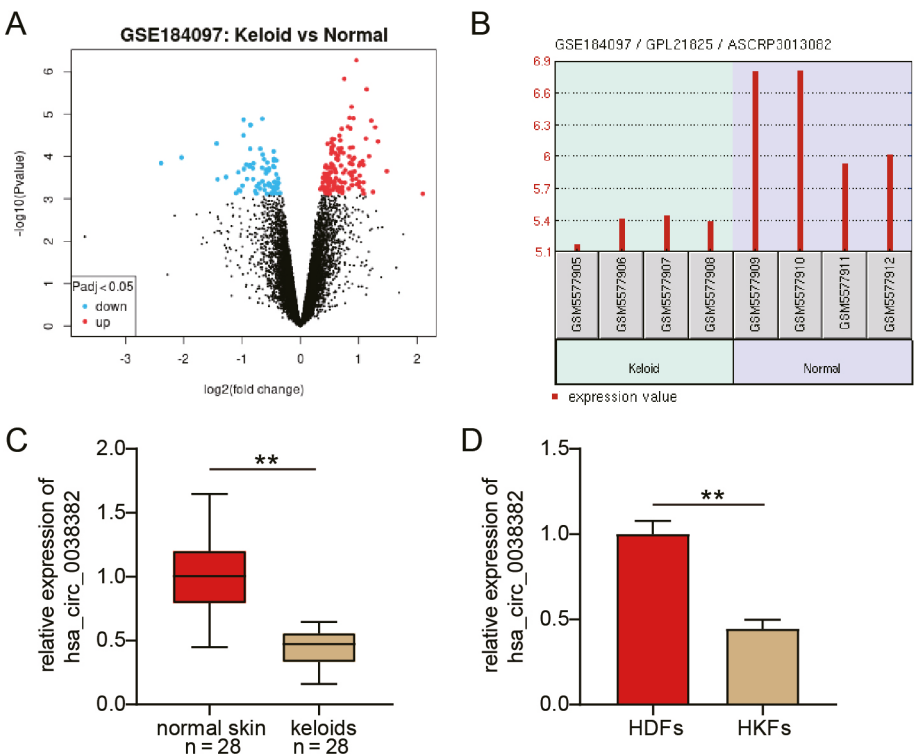 A
GSE184097: Keloid vs Normal
-log10(Pvalue)
6
5
4
3
2
1
0
Padj<0.05
down
up
-3
-2
-1
0
1
2
log2(fold change)
B
GSE184097 / GPL21825 / ASCRP3013082
6.9
6.6
6.3
6
5.7
5.4
5.1
GSM5577905
GSM5577906
GSM5577907
GSM5577908
GSM5577909
GSM5577910
GSM5577911
GSM5577912
Keloid
Normal
expression value
C
relative expression of
hsa_circ_0038382
2.0
1.5
1.0
0.5
0.0
**
normal skin
n = 28
keloids
n = 28
D
relative expression of
hsa_circ_0038382
1.5
1.0
0.5
0.0
**
HDFs
HKFs